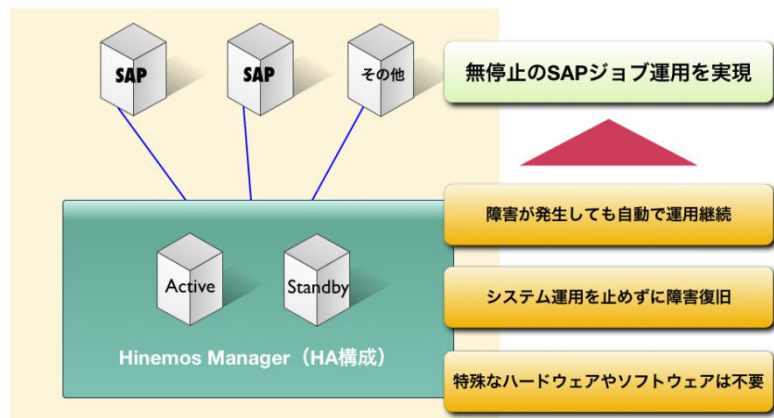 SAP
SAP
その他
無停止のSAPジョブ運用を実現
障害が発生しても自動で運用継続
Active
Standby
システム運用を止めずに障害復旧
Hinemos Manager（HA構成）
特殊なハードウェアやソフトウェアは不要